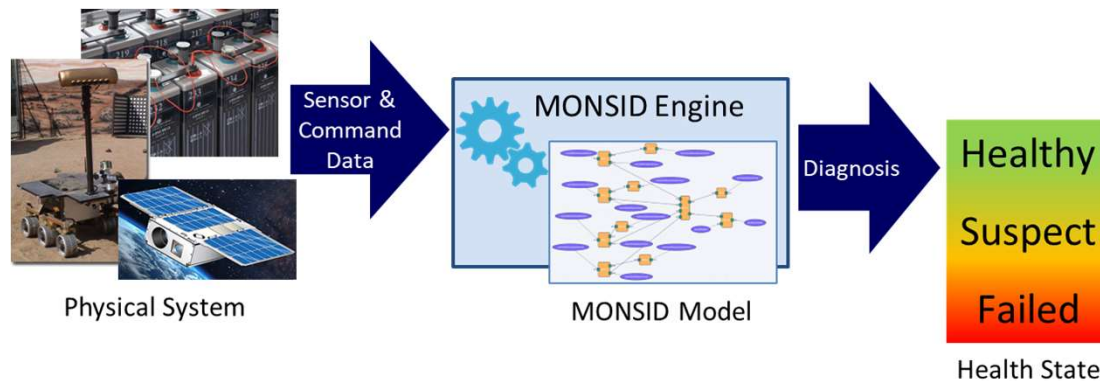 Sensor &
Command
Data
MONSID Engine
Diagnosis
Healthy
Suspect
Failed
Physical System
MONSID Model
Health State